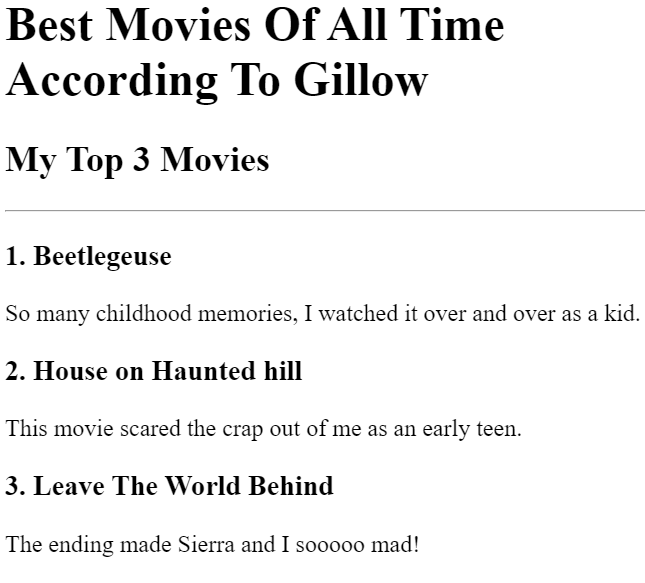 Best Movies Of All Time
According To Gillow
My Top 3 Movies
1. Beetlegeuse
So many childhood memories, I watched it over and over as a kid.
2. House on Haunted hill
This movie scared the crap out of me as an early teen.
3. Leave The World Behind
The ending made Sierra and I sooooo mad!